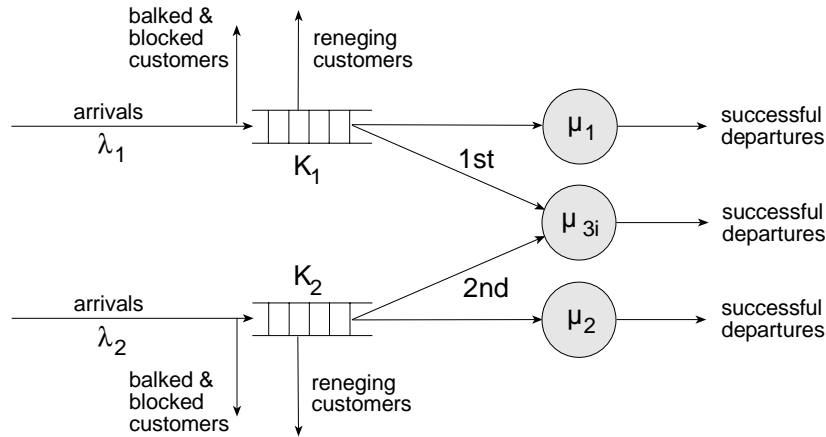 balked &
blocked
customers
reneging
customers
arrivals
λ1
K1
μ1
successful
departures
1st
μ3i
successful
departures
2nd
K2
arrivals
λ2
μ2
successful
departures
balked &
blocked
customers
reneging
customers